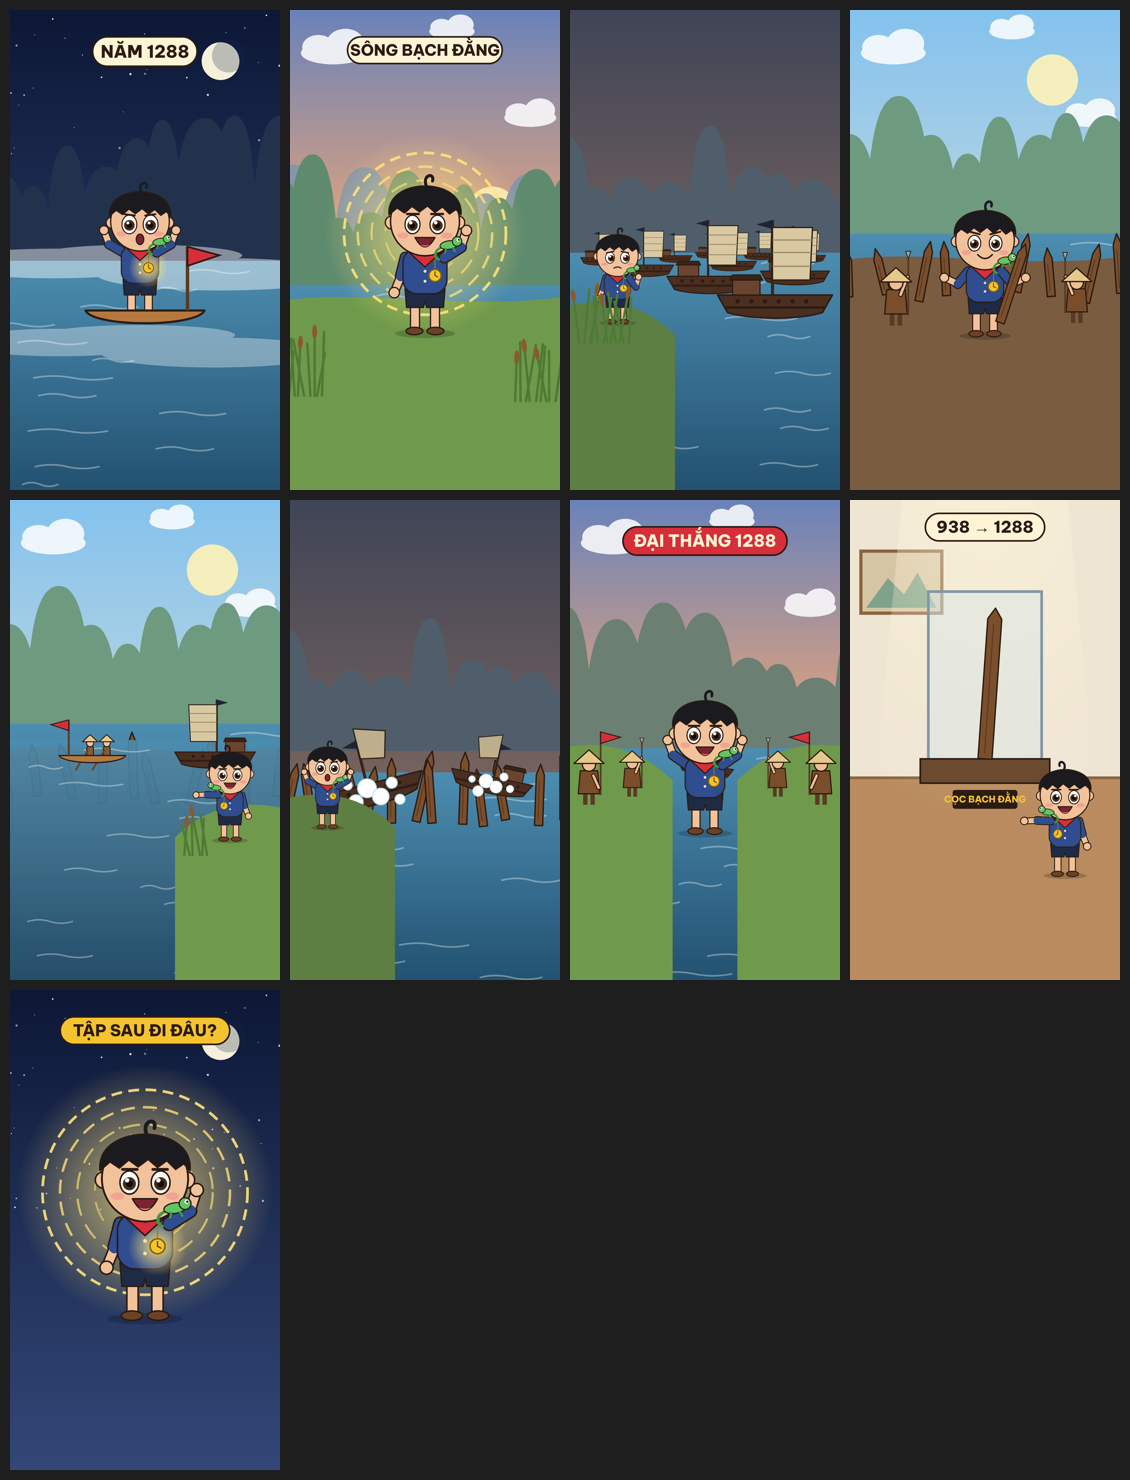 NĂM 1288
SÔNG BẠCH ĐẰNG
ĐẠI THẮNG 1288
938 → 1288
CỌC BẠCH ĐẰNG
TẬP SAU ĐI ĐÂU?